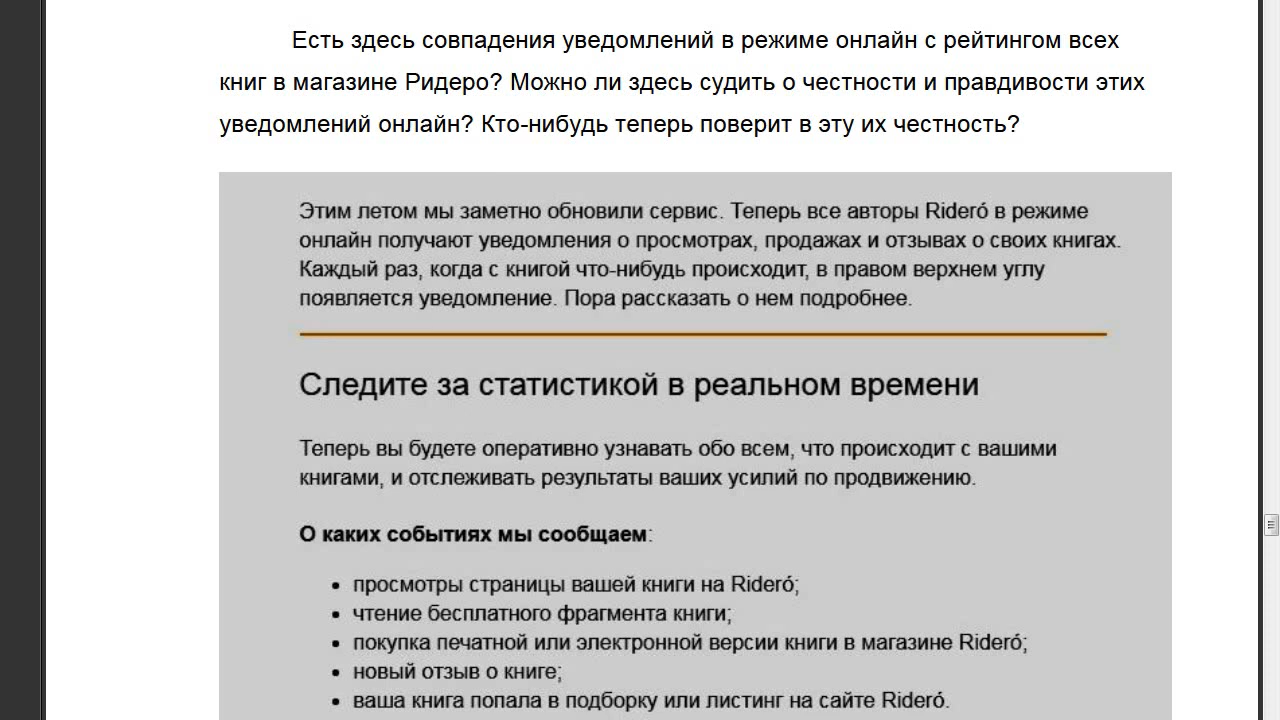 Есть здесь совпадения уведомлений в режиме онлайн с рейтингом всех
книг в магазине Ридеро? Можно ли здесь судить о честности и правдивости этих
уведомлений онлайн? Кто-нибудь теперь поверит в эту их честность?
Этим летом мы заметно обновили сервис. Теперь все авторы Rideró в режиме
онлайн получают уведомления о просмотрах, продажах и отзывах о своих книгах.
Каждый раз, когда с книгой что-нибудь происходит, в правом верхнем углу
появляется уведомление. Пора рассказать о нем подробнее.
Следите за статистикой в реальном времени
Теперь вы будете оперативно узнавать обо всем, что происходит с вашими
книгами, и отслеживать результаты ваших усилий по продвижению.
О каких событиях мы сообщаем:
• просмотры страницы вашей книги на Rideró;
• чтение бесплатного фрагмента книги;
• покупка печатной или электронной версии книги в магазине Rideró;
• новый отзыв о книге;
• ваша книга попала в подборку или листинг на сайте Rideró.